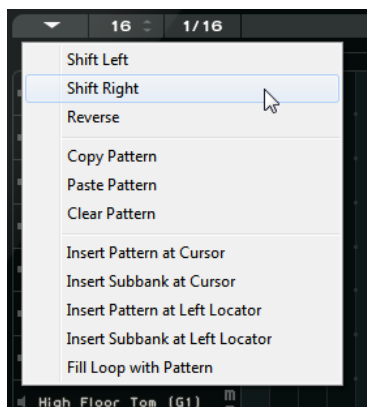 16 1/16
Shift Left
Shift Right
Reverse
Copy Pattern
Paste Pattern
Clear Pattern
Insert Pattern at Cursor
Insert Subbank at Cursor
Insert Pattern at Left Locator
Insert Subbank at Left Locator
Fill Loop with Pattern
High Floor Tom (G1) m